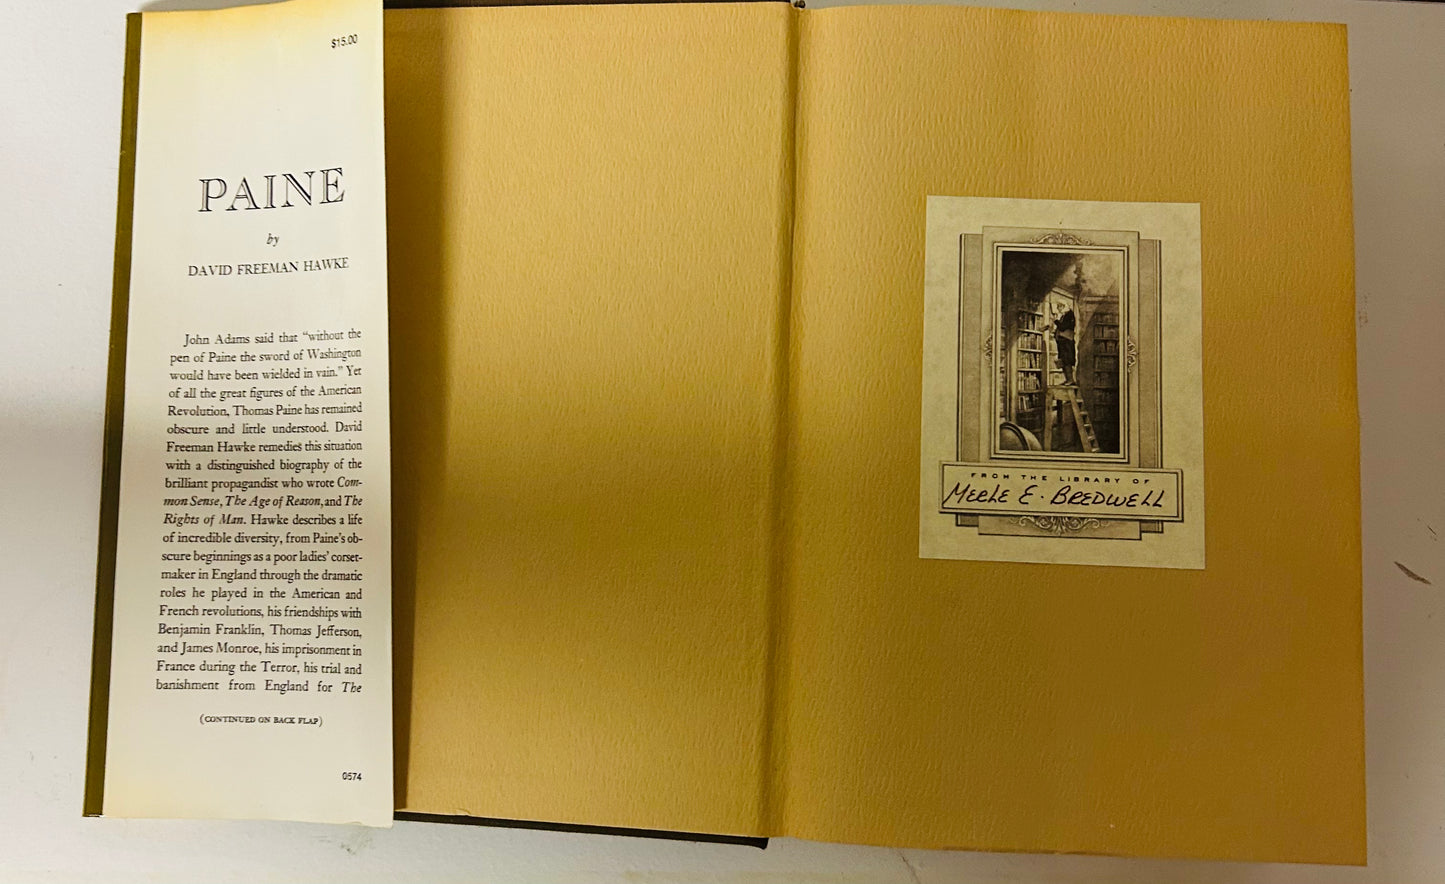 $15.00
PAINE
by
DAVID FREEMAN HAWKE
John Adams said that “without the
pen of Paine the sword of Washington
would have been wielded in vain.” Yet
of all the great figures of the American
Revolution, Thomas Paine has remained
obscure and little understood. David
Freeman Hawke remedies this situation
with a distinguished biography of the
brilliant propagandist who wrote Com-
mon Sense, The Age of Reason, and The
Rights of Man. Hawke describes a life
of incredible diversity, from Paine's ob-
scure beginnings as a poor ladies' corset-
maker in England through the dramatic
roles he played in the American and
French revolutions, his friendships with
Benjamin Franklin, Thomas Jefferson,
and James Monroe, his imprisonment in
France during the Terror, his trial and
banishment from England for The
(CONTINUED ON BACK FLAP)
0574
FROM THE LIBRARY OF
MERLE E. BREDWELL